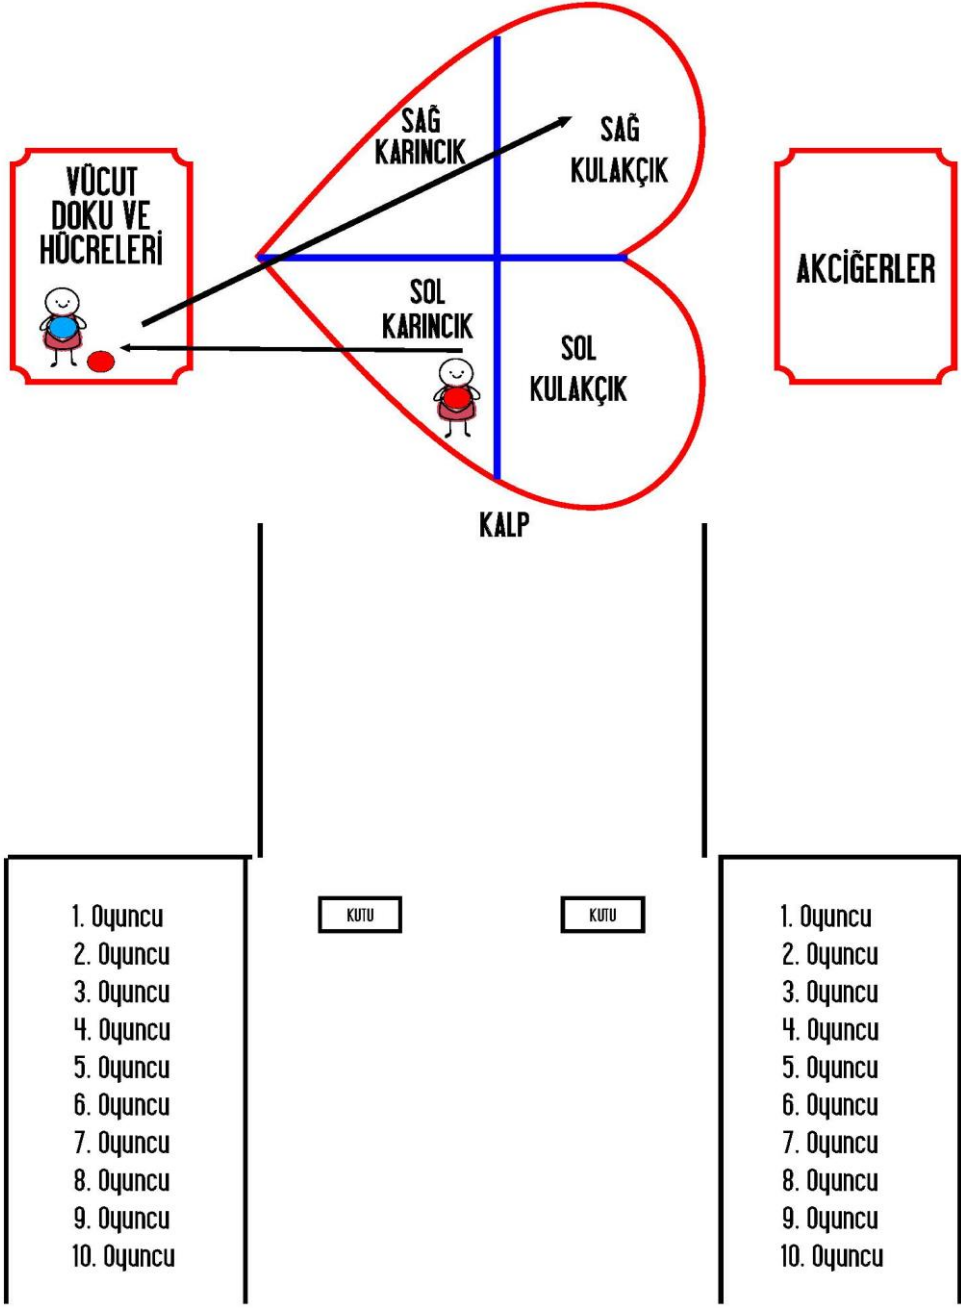 SAĞ
KARINCIK
SAĞ
KULAKÇIK
VÜCUT
DOKU VE
HÜCRELERİ
AKCİĞERLER
SOL
KARINCIK
SOL
KULAKÇIK
KALP
KUTU
KUTU
1. Oyuncu
2. Oyuncu
3. Oyuncu
4. Oyuncu
5. Oyuncu
6. Oyuncu
7. Oyuncu
8. Oyuncu
9. Oyuncu
10. Oyuncu
1. Oyuncu
2. Oyuncu
3. Oyuncu
4. Oyuncu
5. Oyuncu
6. Oyuncu
7. Oyuncu
8. Oyuncu
9. Oyuncu
10. Oyuncu